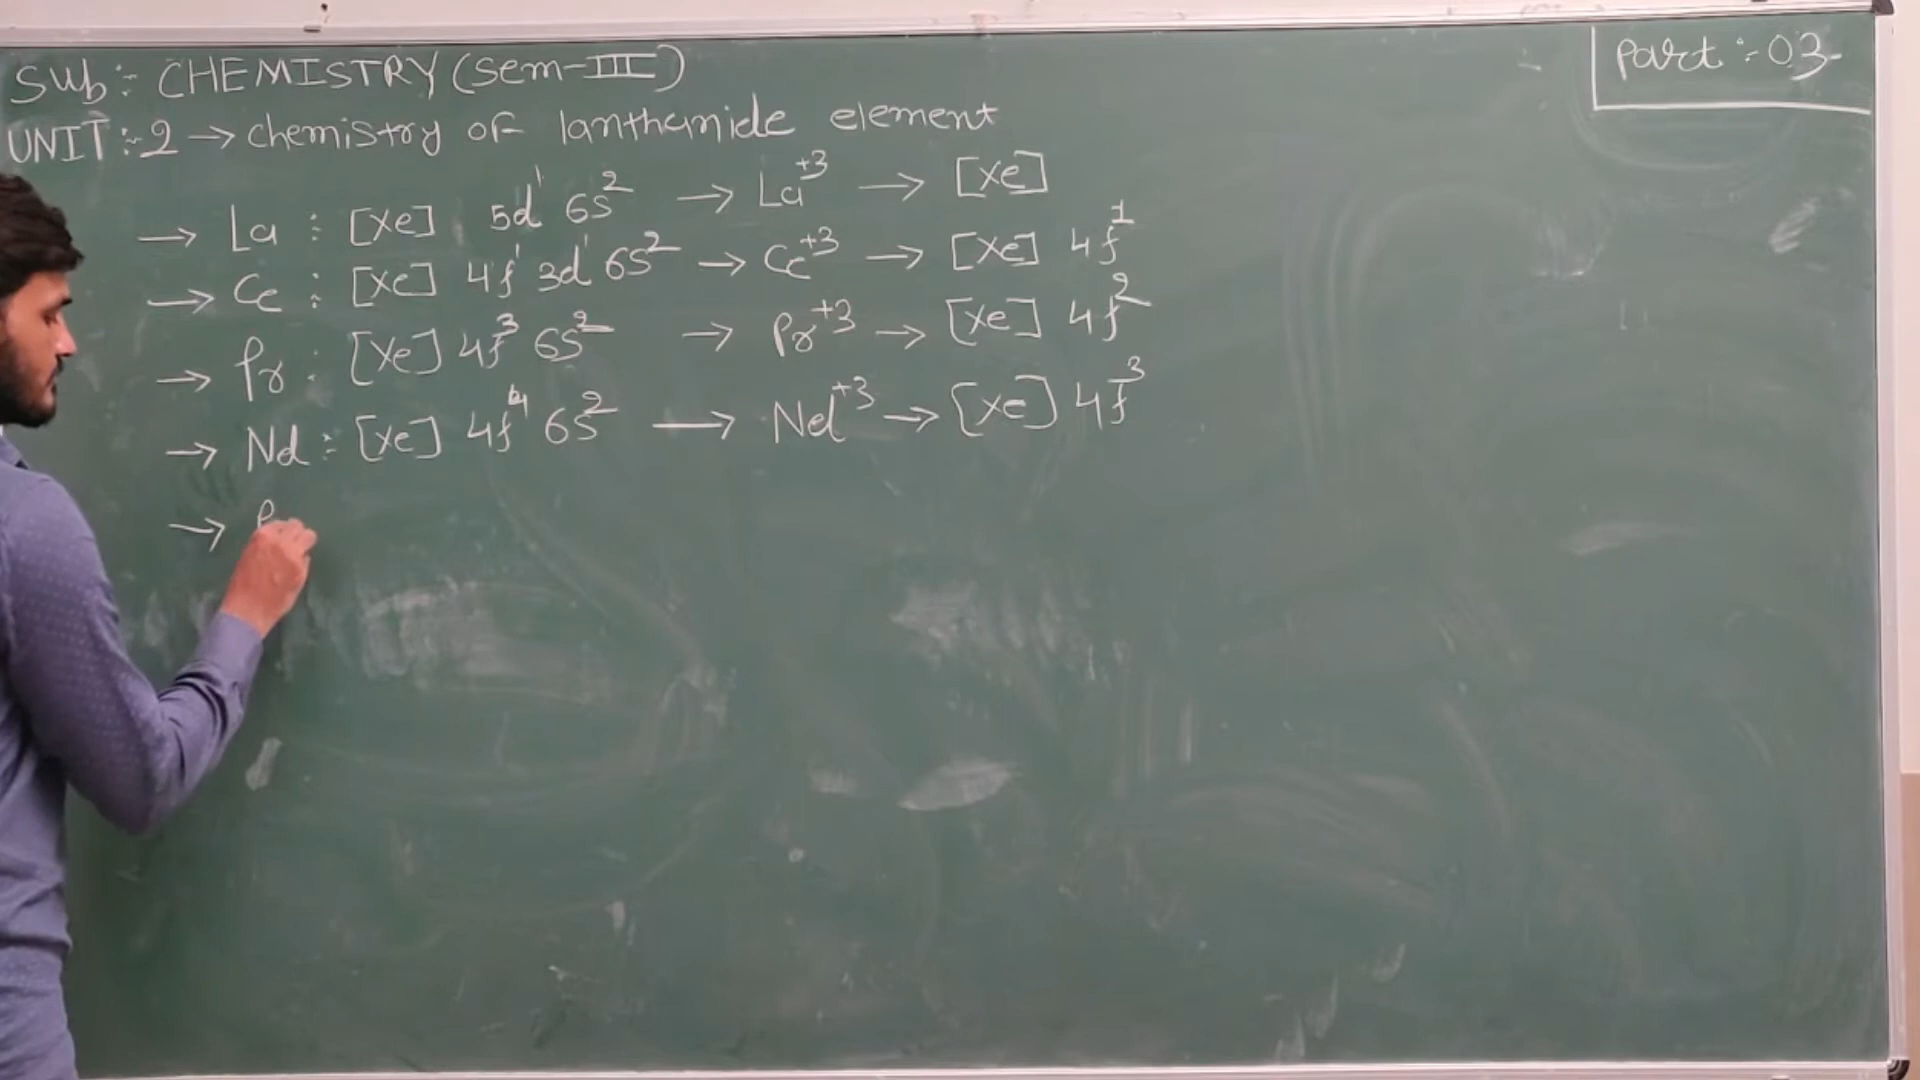 Sub:- CHEMISTRY (Sem-III)
Part :- 03
UNIT:-2 → chemistry of lanthanide element
→ La : [Xe] 5d¹ 6s² → La⁺³ → [Xe]
→ Ce : [Xe] 4f¹ 3d¹ 6s² → Ce⁺³ → [Xe] 4f¹
→ Pr : [Xe] 4f³ 6s² → Pr⁺³ → [Xe] 4f²
→ Nd : [Xe] 4f⁴ 6s² → Nd⁺³ → [Xe] 4f³
→ P